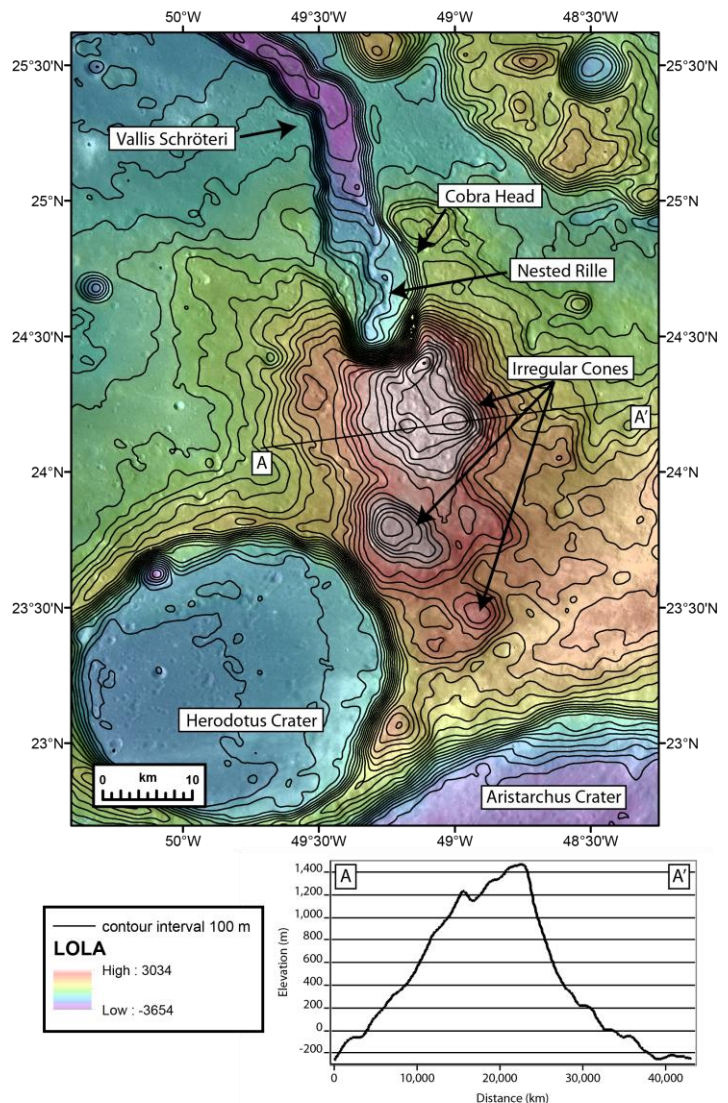 50°W 49°30'W 49°W 48°30'W
25°30'N 25°30'N
Vallis Schröteri
Cobra Head
25°N 25°N
Nested Rille
24°30'N 24°30'N
Irregular Cones
A'
A
24°N 24°N
23°30'N 23°30'N
Herodotus Crater
23°N 23°N
km
0 10
Aristarchus Crater
50°W 49°30'W 49°W 48°30'W
contour interval 100 m
LOLA
High : 3034
Low : -3654
A A'
1,400
1,200
1,000
800
600
400
200
0
-200
Elevation (m)
0 10,000 20,000 30,000 40,000
Distance (km)